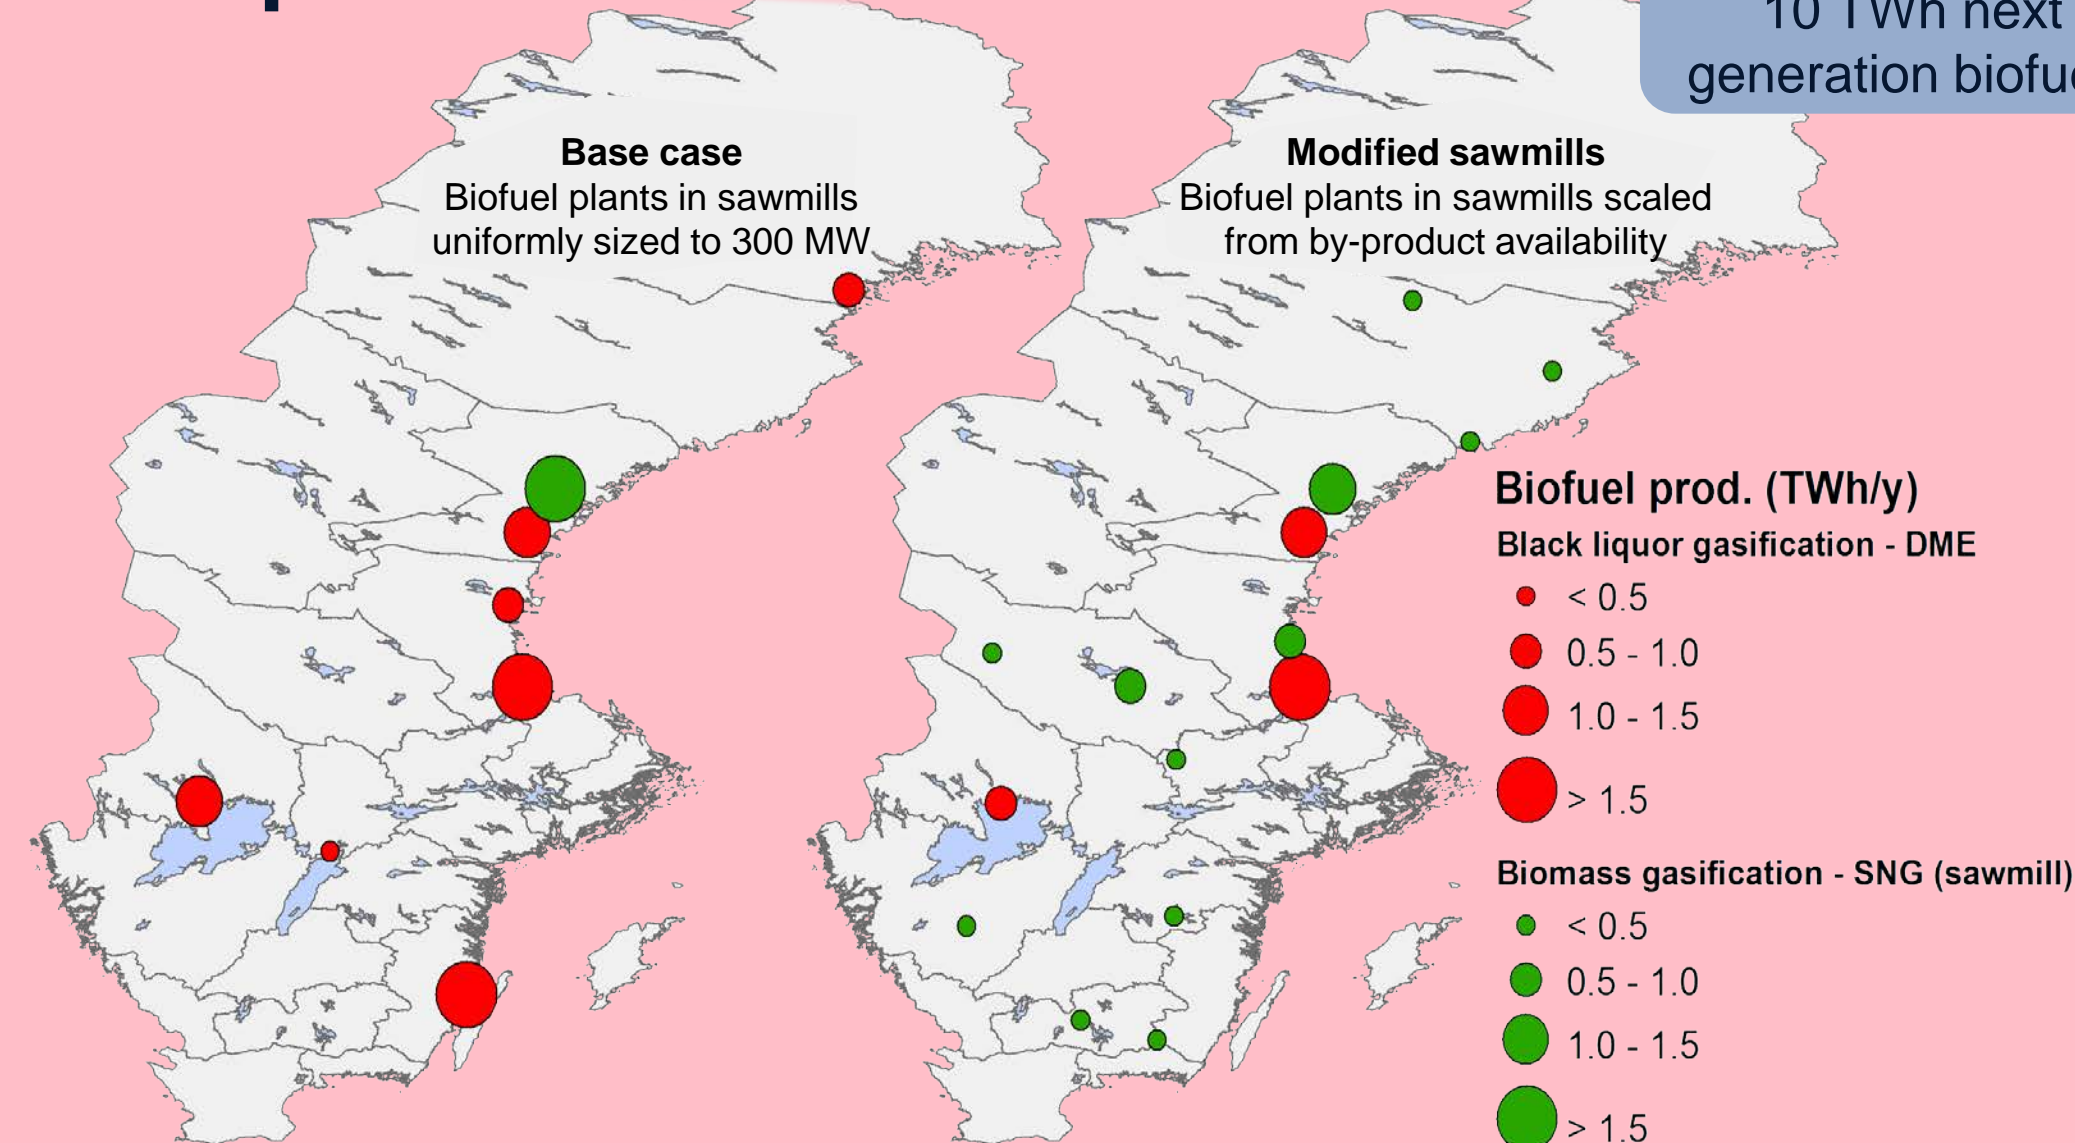 10 TWh next
generation
Base case
Biofuel plants in sawmills
uniformly sized to 300 MW
Modified sawmills
Biofuel plants in sawmills scaled
from by-product availability
Biofuel prod. (TWh/y)
Black liquor gasification - DME
< 0.5
0.5 - 1.0
1.0 - 1.5
> 1.5
Biomass gasification - SNG (sawmill)
< 0.5
0.5 - 1.0
1.0 - 1.5
> 1.5